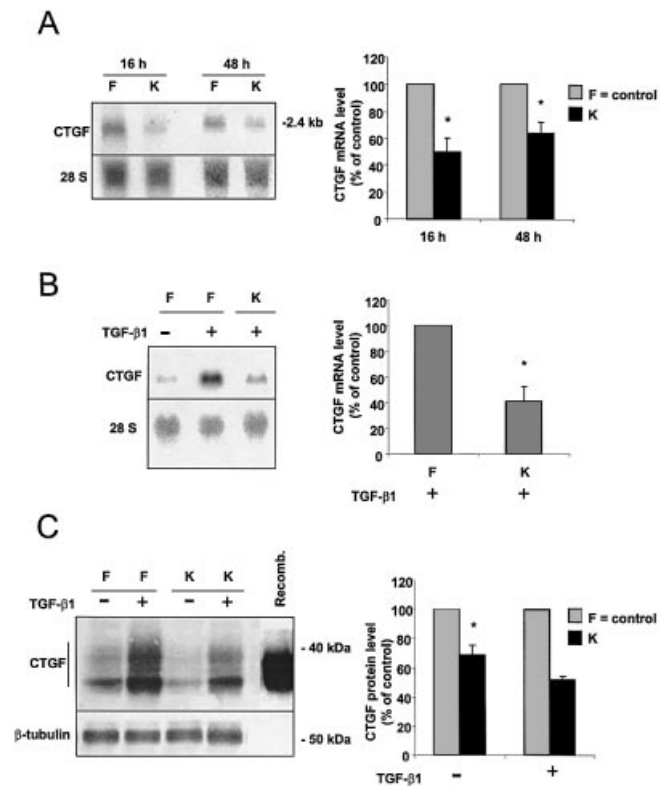 A
16 h 48 h
F K F K
CTGF
-2.4 kb
28 S
CTGF mRNA level
(% of control)
120
100
80
60
40
20
0
* *
16 h 48 h
F = control
K
B
F F K
TGF-β1 - + +
CTGF
28 S
CTGF mRNA level
(% of control)
120
100
80
60
40
20
0
*
F K
TGF-β1 + +
C
F F K K
TGF-β1 - + - +
Recomb.
CTGF
- 40 kDa
β-tubulin
- 50 kDa
CTGF protein level
(% of control)
120
100
80
60
40
20
0
*
F = control
K
TGF-β1 - +